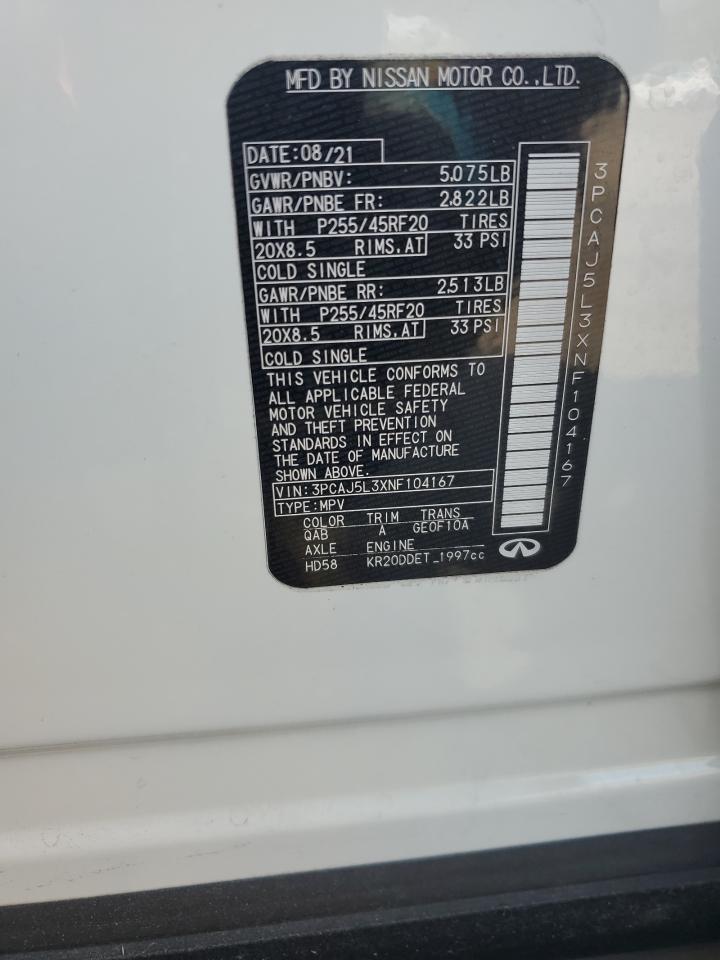 MFD BY NISSAN MOTOR CO.,LTD.
DATE:08/21
GVWR/PNBV: 5,075LB
GAWR/PNBE FR: 2,822LB
WITH P255/45RF20 TIRES
20X8.5 RIMS,AT 33 PSI
COLD SINGLE
GAWR/PNBE RR: 2,513LB
WITH P255/45RF20 TIRES
20X8.5 RIMS,AT 33 PSI
COLD SINGLE
THIS VEHICLE CONFORMS TO
ALL APPLICABLE FEDERAL
MOTOR VEHICLE SAFETY
AND THEFT PREVENTION
STANDARDS IN EFFECT ON
THE DATE OF MANUFACTURE
SHOWN ABOVE.
VIN:3PCAJ5L3XNF104167
TYPE:MPV
COLOR TRIM TRANS
QAB A GE0F10A
AXLE ENGINE
HD58 KR20DDET_1997cc
3PCAJ5L3XNF104167